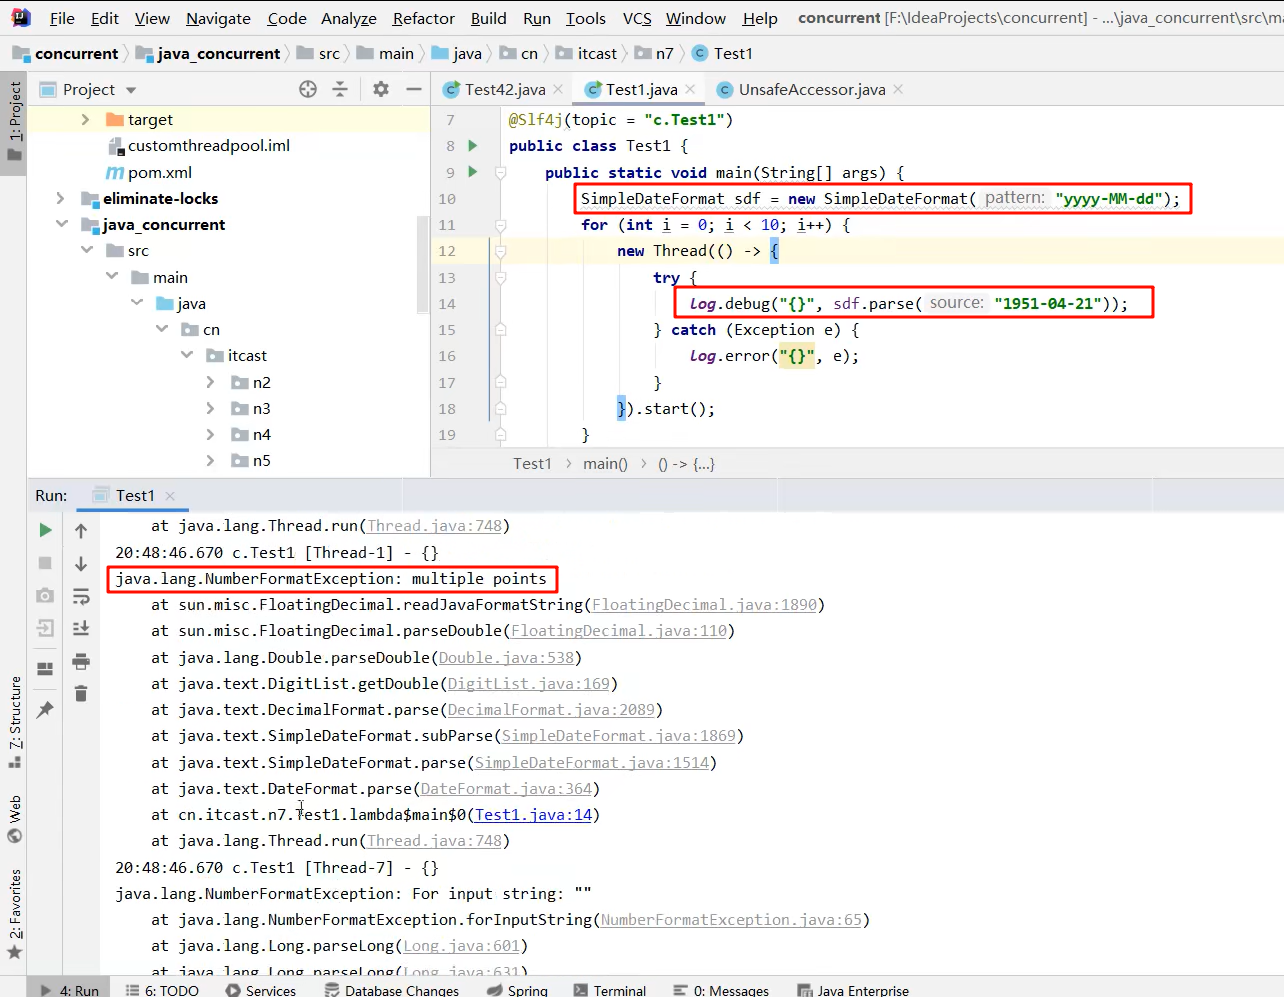 File Edit View Navigate Code Analyze Refactor Build Run Tools VCS Window Help concurrent [F:\IdeaProjects\concurrent] - ...\java_concurrent\src\ma
concurrent java_concurrent src main java cn itcast n7 Test1
Project Test42.java Test1.java UnsafeAccessor.java
1: Project
target
customthreadpool.iml
pom.xml
eliminate-locks
java_concurrent
src
main
java
cn
itcast
n2
n3
n4
n5
7 @Slf4j(topic = "c.Test1")
8 public class Test1 {
9 public static void main(String[] args) {
10 SimpleDateFormat sdf = new SimpleDateFormat( pattern: "yyyy-MM-dd");
11 for (int i = 0; i < 10; i++) {
12 new Thread(() -> {
13 try {
14 log.debug("{}", sdf.parse( source: "1951-04-21"));
15 } catch (Exception e) {
16 log.error("{}", e);
17 }
18 }).start();
19 }
Test1 main() () -> {...}
Run: Test1
at java.lang.Thread.run(Thread.java:748)
20:48:46.670 c.Test1 [Thread-1] - {}
java.lang.NumberFormatException: multiple points
at sun.misc.FloatingDecimal.readJavaFormatString(FloatingDecimal.java:1890)
at sun.misc.FloatingDecimal.parseDouble(FloatingDecimal.java:110)
at java.lang.Double.parseDouble(Double.java:538)
at java.text.DigitList.getDouble(DigitList.java:169)
at java.text.DecimalFormat.parse(DecimalFormat.java:2089)
at java.text.SimpleDateFormat.subParse(SimpleDateFormat.java:1869)
at java.text.SimpleDateFormat.parse(SimpleDateFormat.java:1514)
at java.text.DateFormat.parse(DateFormat.java:364)
at cn.itcast.n7.Test1.lambda$main$0(Test1.java:14)
at java.lang.Thread.run(Thread.java:748)
20:48:46.670 c.Test1 [Thread-7] - {}
java.lang.NumberFormatException: For input string: ""
at java.lang.NumberFormatException.forInputString(NumberFormatException.java:65)
at java.lang.Long.parseLong(Long.java:601)
at java.lang.Long.parseLong(Long.java:631)
7: Structure
Web
2: Favorites
4: Run 6: TODO Services Database Changes Spring Terminal 0: Messages Java Enterprise